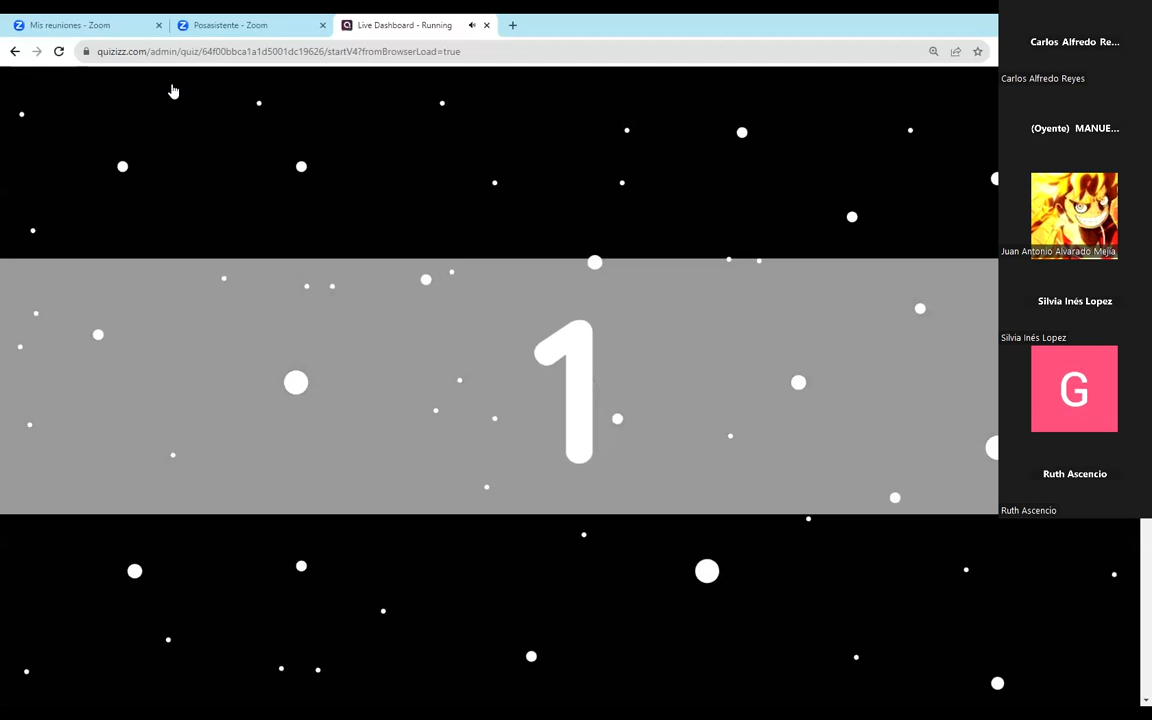 Mis reuniones - Zoom
Posasistente - Zoom
Live Dashboard - Running
quizizz.com/admin/quiz/64f00bbca1a1d5001dc19626/startV4?fromBrowserLoad=true
1
Carlos Alfredo Re...
Carlos Alfredo Reyes
(Oyente) MANUE...
Juan Antonio Alvarado Mejía
Silvia Inés Lopez
Silvia Inés Lopez
G
Ruth Ascencio
Ruth Ascencio